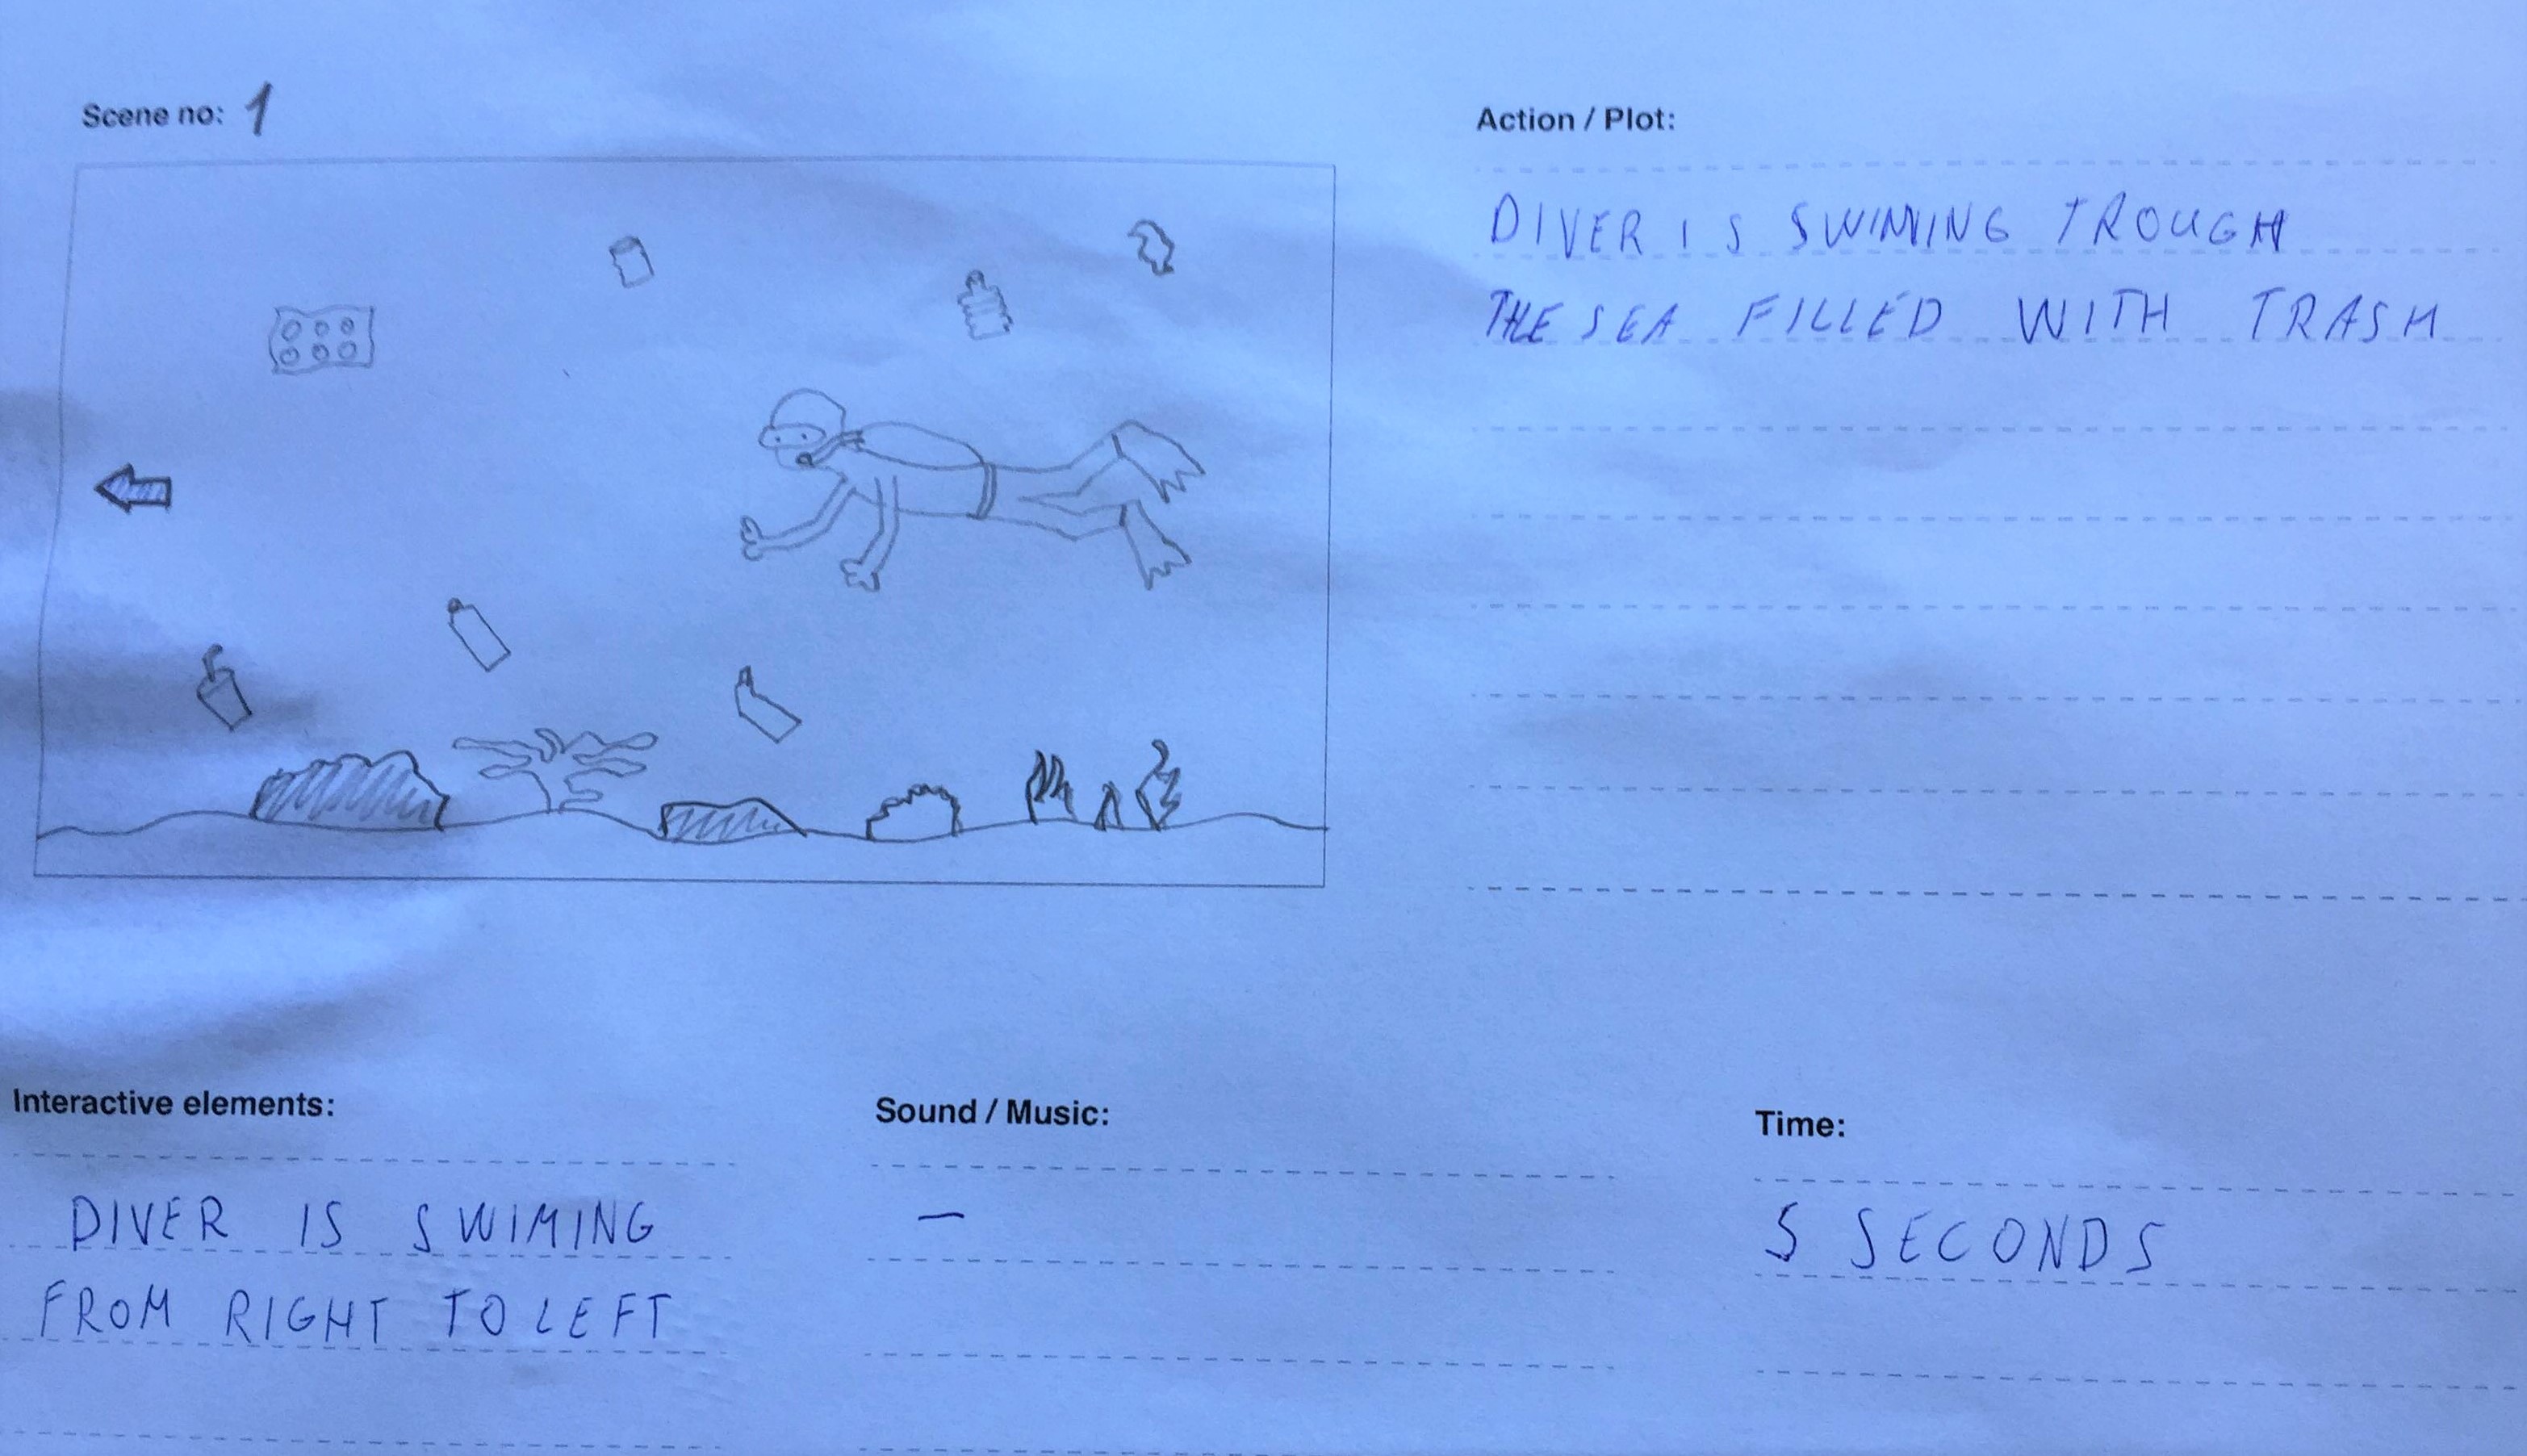 Scene no: 1
Action / Plot:
DIVER IS SWIMING TROUGH
THE SEA FILLED WITH TRASH
Interactive elements:
DIVER IS SWIMING
FROM RIGHT TO LEFT
Sound / Music:
—
Time:
5 SECONDS